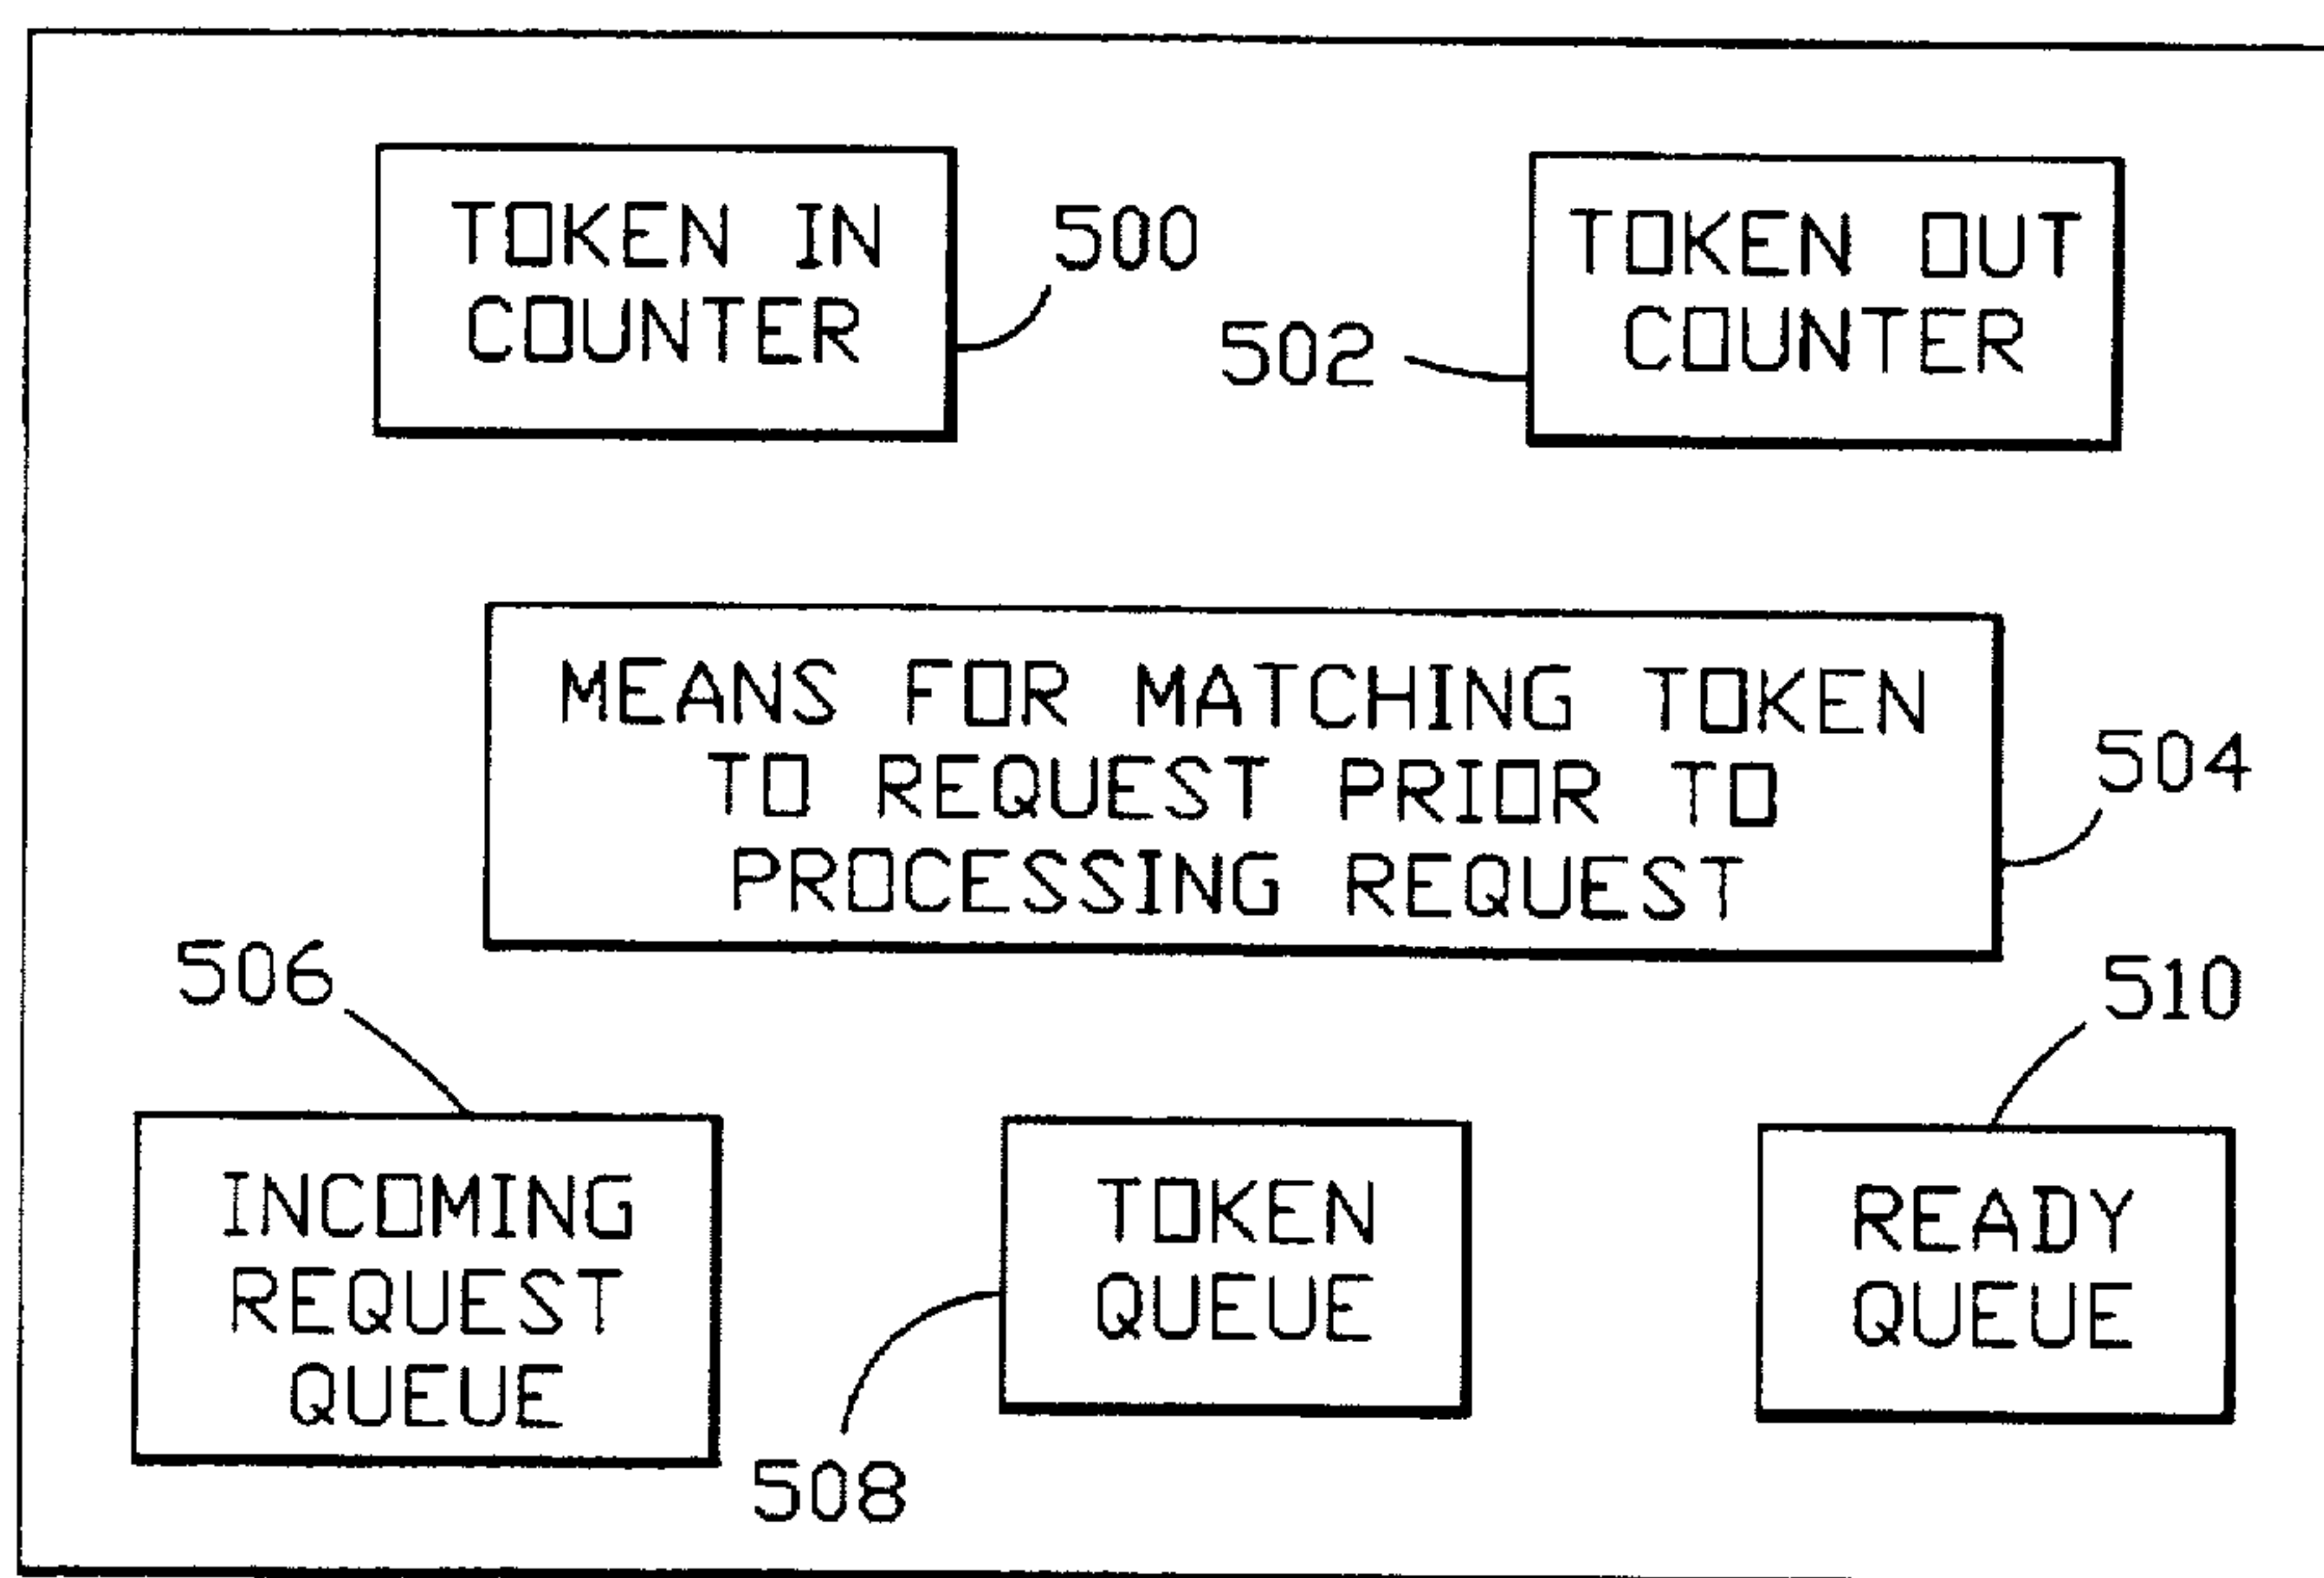 TOKEN IN
COUNTER
500
502
TOKEN OUT
COUNTER
MEANS FOR MATCHING TOKEN
TO REQUEST PRIOR TO
PROCESSING REQUEST
504
506
510
INCOMING
REQUEST
QUEUE
TOKEN
QUEUE
READY
QUEUE
508